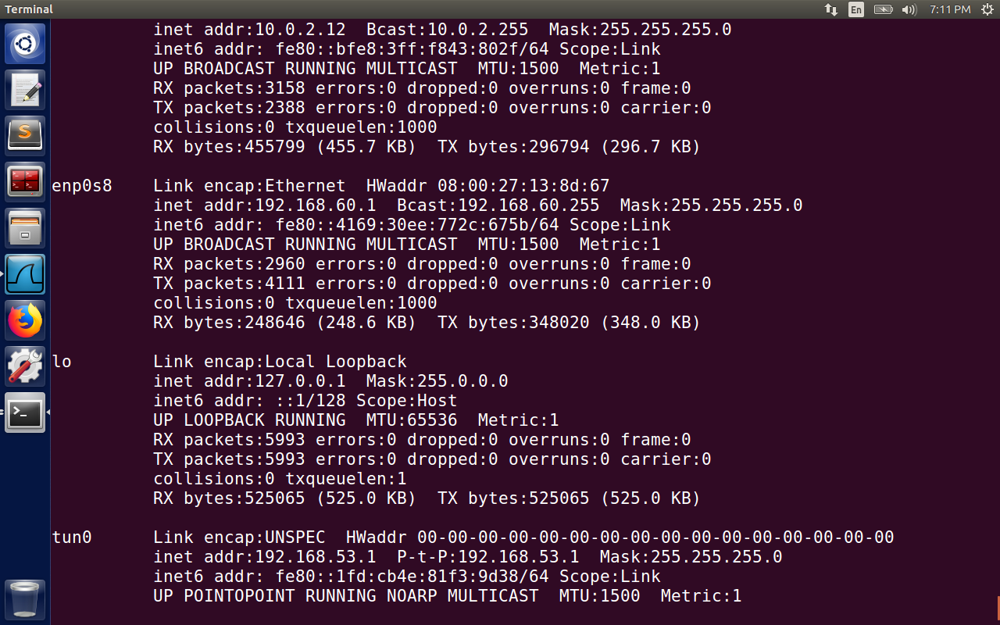 Terminal
En
7:11 PM
inet addr:10.0.2.12  Bcast:10.0.2.255  Mask:255.255.255.0
inet6 addr: fe80::bfe8:3ff:f843:802f/64 Scope:Link
UP BROADCAST RUNNING MULTICAST  MTU:1500  Metric:1
RX packets:3158 errors:0 dropped:0 overruns:0 frame:0
TX packets:2388 errors:0 dropped:0 overruns:0 carrier:0
collisions:0 txqueuelen:1000
RX bytes:455799 (455.7 KB)  TX bytes:296794 (296.7 KB)
enp0s8    Link encap:Ethernet  HWaddr 08:00:27:13:8d:67
inet addr:192.168.60.1  Bcast:192.168.60.255  Mask:255.255.255.0
inet6 addr: fe80::4169:30ee:772c:675b/64 Scope:Link
UP BROADCAST RUNNING MULTICAST  MTU:1500  Metric:1
RX packets:2960 errors:0 dropped:0 overruns:0 frame:0
TX packets:4111 errors:0 dropped:0 overruns:0 carrier:0
collisions:0 txqueuelen:1000
RX bytes:248646 (248.6 KB)  TX bytes:348020 (348.0 KB)
lo        Link encap:Local Loopback
inet addr:127.0.0.1  Mask:255.0.0.0
inet6 addr: ::1/128 Scope:Host
UP LOOPBACK RUNNING  MTU:65536  Metric:1
RX packets:5993 errors:0 dropped:0 overruns:0 frame:0
TX packets:5993 errors:0 dropped:0 overruns:0 carrier:0
collisions:0 txqueuelen:1
RX bytes:525065 (525.0 KB)  TX bytes:525065 (525.0 KB)
tun0      Link encap:UNSPEC  HWaddr 00-00-00-00-00-00-00-00-00-00-00-00-00-00-00-00
inet addr:192.168.53.1  P-t-P:192.168.53.1  Mask:255.255.255.0
inet6 addr: fe80::1fd:cb4e:81f3:9d38/64 Scope:Link
UP POINTOPOINT RUNNING NOARP MULTICAST  MTU:1500  Metric:1